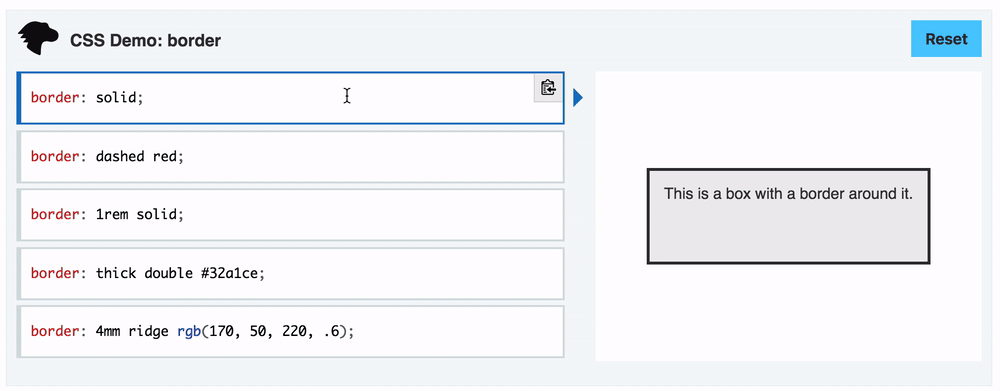 CSS Demo: border
Reset
border: solid;
border: dashed red;
border: 1rem solid;
border: thick double #32a1ce;
border: 4mm ridge rgb(170, 50, 220, .6);
This is a box with a border around it.